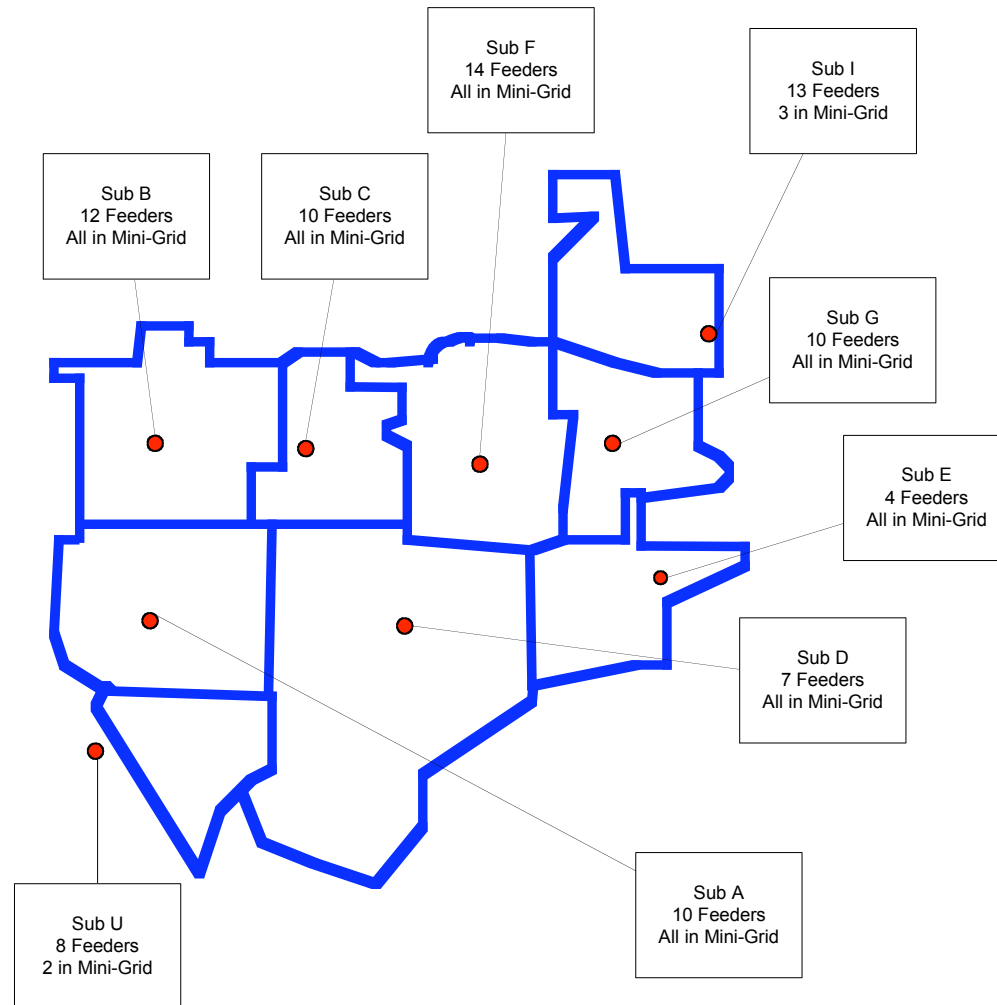 Sub F
14 Feeders
All in Mini-Grid
Sub I
13 Feeders
3 in Mini-Grid
Sub B
12 Feeders
All in Mini-Grid
Sub C
10 Feeders
All in Mini-Grid
Sub G
10 Feeders
All in Mini-Grid
Sub E
4 Feeders
All in Mini-Grid
Sub D
7 Feeders
All in Mini-Grid
Sub A
10 Feeders
All in Mini-Grid
Sub U
8 Feeders
2 in Mini-Grid